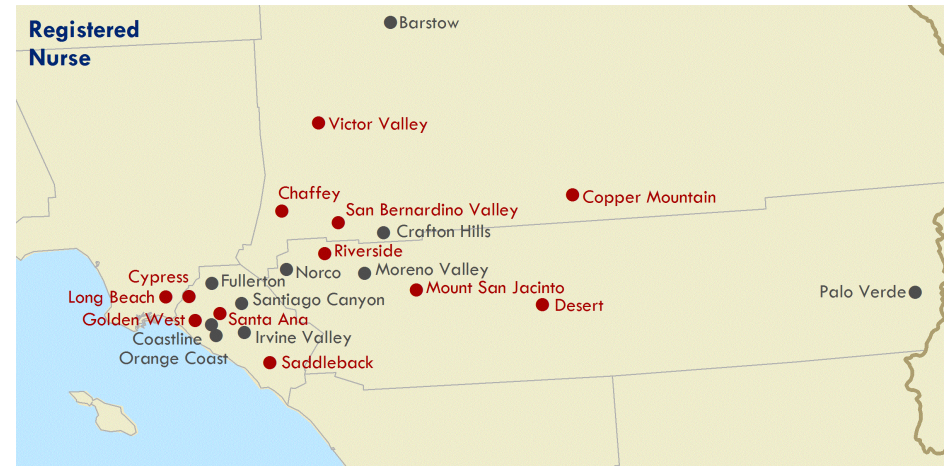 Registered
Nurse
Barstow
Victor Valley
Chaffey
Copper Mountain
San Bernardino Valley
Crafton Hills
Riverside
Norco
Moreno Valley
Cypress
Fullerton
Mount San Jacinto
Palo Verde
Long Beach
Santiago Canyon
Desert
Golden West
Santa Ana
Coastline
Irvine Valley
Orange Coast
Saddleback